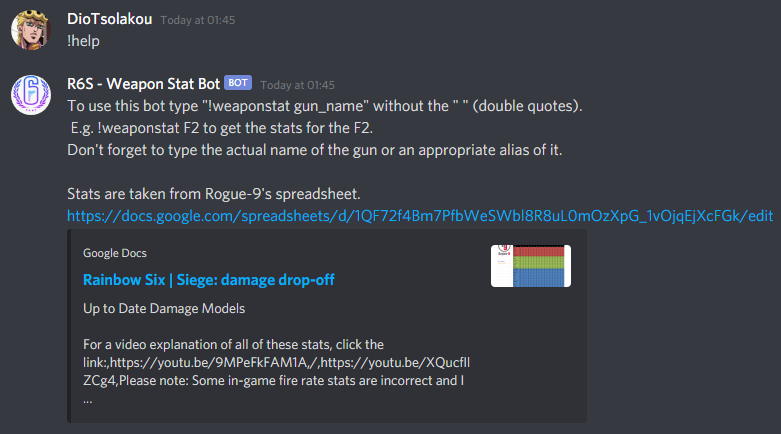 DioTsolakou Today at 01:45
!help
R6S - Weapon Stat Bot BOT Today at 01:45
To use this bot type "!weaponstat gun_name" without the " " (double quotes).
E.g. !weaponstat F2 to get the stats for the F2.
Don't forget to type the actual name of the gun or an appropriate alias of it.
Stats are taken from Rogue-9's spreadsheet.
https://docs.google.com/spreadsheets/d/1QF72f4Bm7PfbWeSWbl8R8uL0mOzXpG_1vOjqEjXcFGk/edit
Google Docs
Rainbow Six | Siege: damage drop-off
Up to Date Damage Models
For a video explanation of all of these stats, click the
link:,https://youtu.be/9MPeFkFAM1A,/,https://youtu.be/XQucfIl
ZCg4,Please note: Some in-game fire rate stats are incorrect and I
...